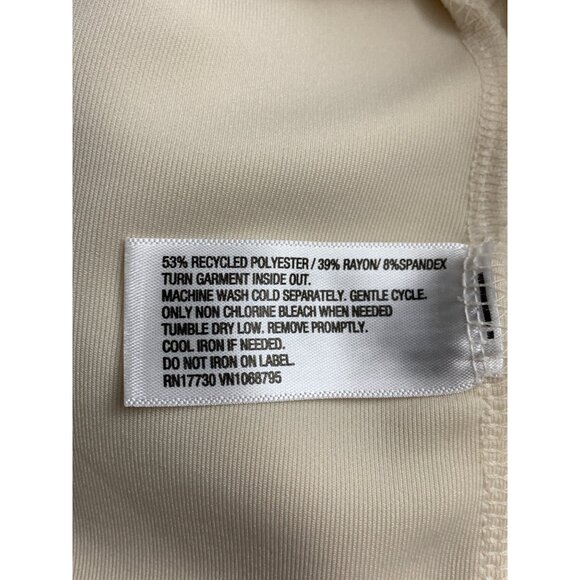 53% RECYCLED POLYESTER / 39% RAYON/ 8%SPANDEX
TURN GARMENT INSIDE OUT.
MACHINE WASH COLD SEPARATELY. GENTLE CYCLE.
ONLY NON CHLORINE BLEACH WHEN NEEDED
TUMBLE DRY LOW. REMOVE PROMPTLY.
COOL IRON IF NEEDED.
DO NOT IRON ON LABEL.
RN17730 VN1068795